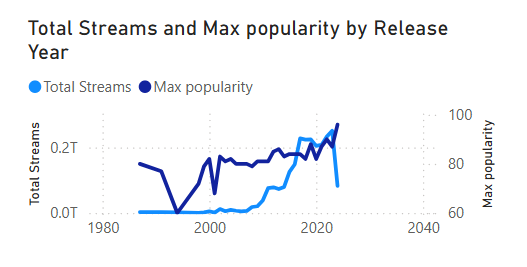 Total Streams and Max popularity by Release
Year
Total Streams Max popularity
Total Streams
0.2T
0.0T
100
80
60
Max popularity
1980 2000 2020 2040